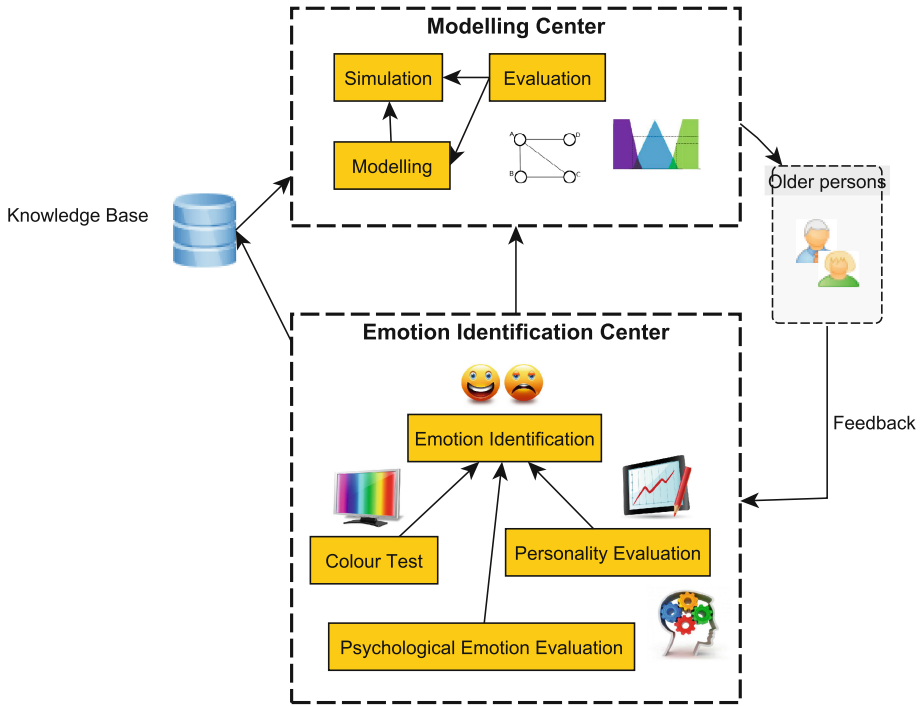 Modelling Center
Simulation
Evaluation
Modelling
A
D
B
C
Older persons
Knowledge Base
Emotion Identification Center
Emotion Identification
Feedback
Colour Test
Personality Evaluation
Psychological Emotion Evaluation